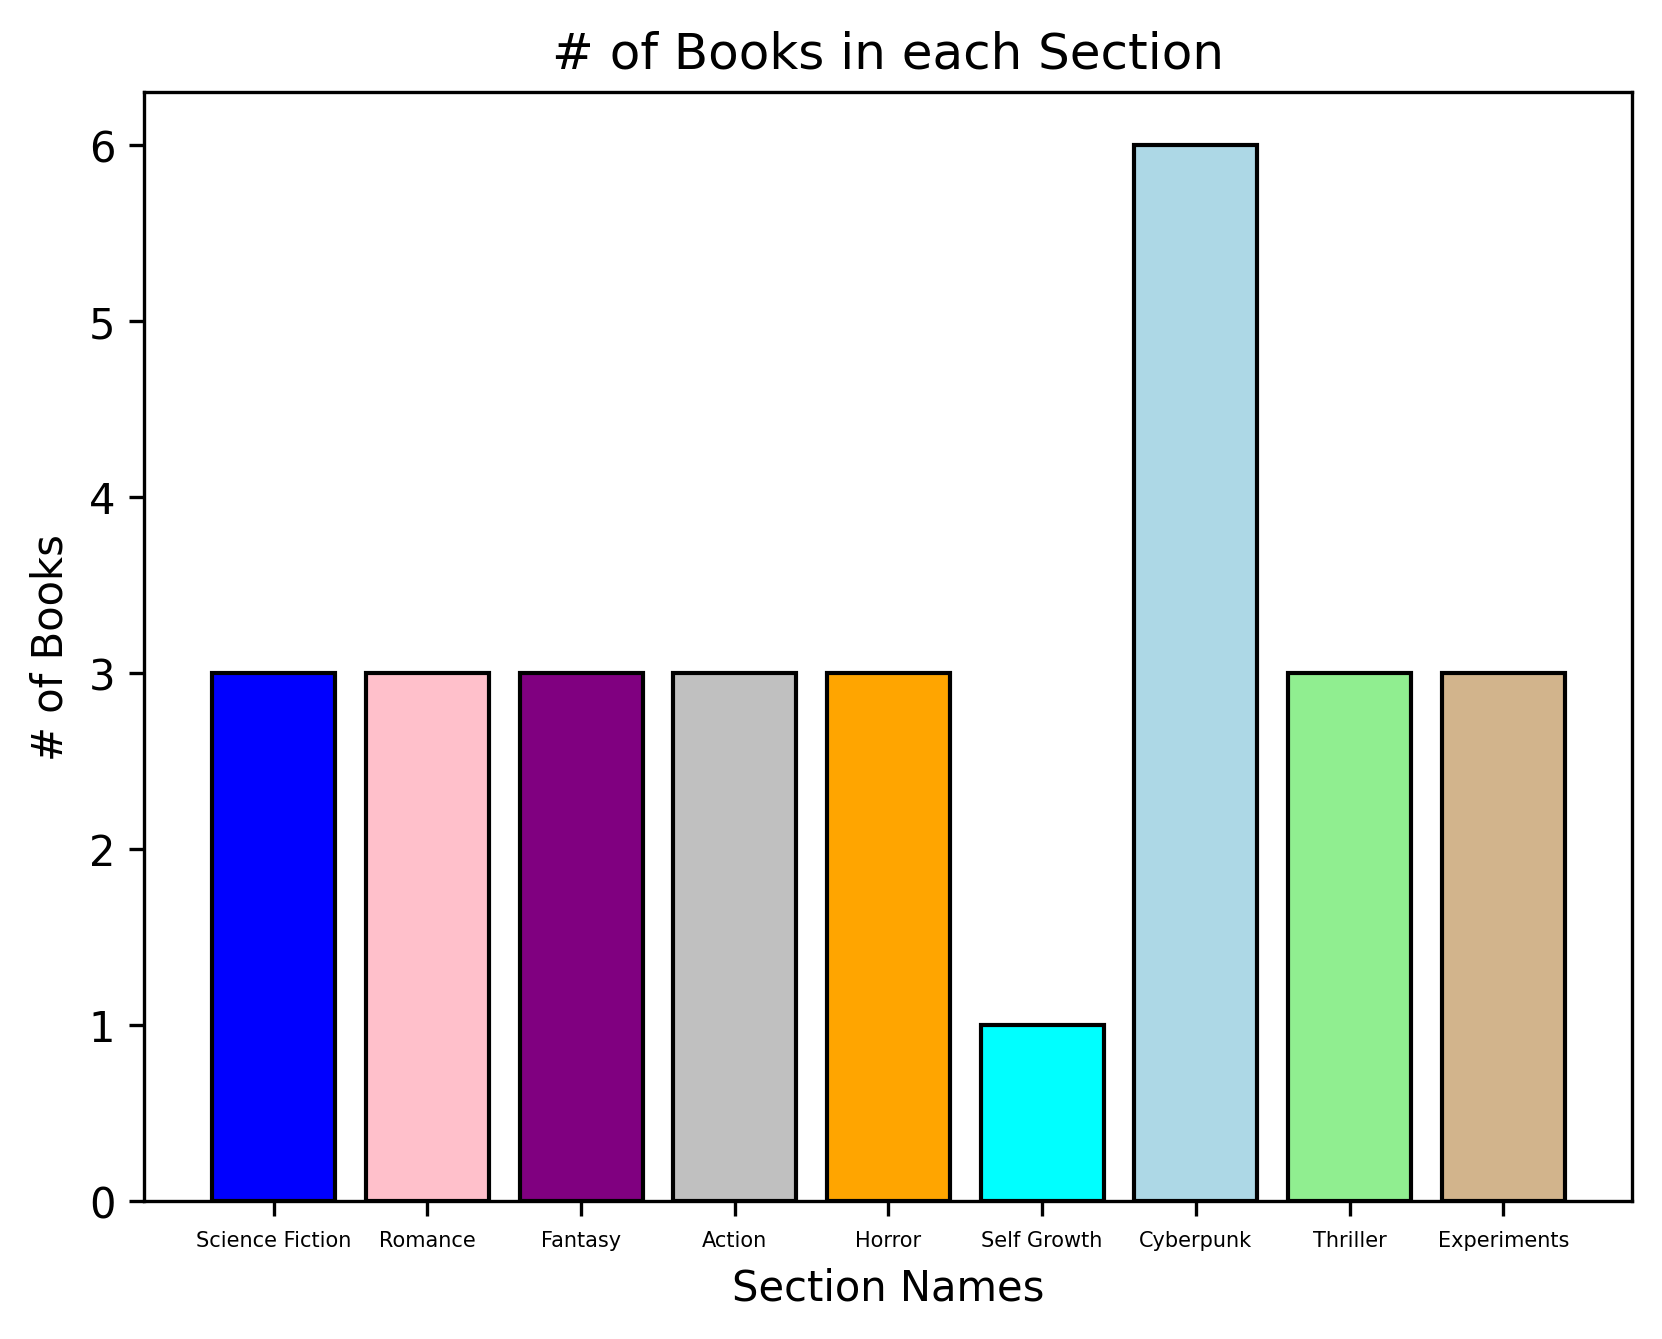 # of Books in each Section
# of Books
6
5
4
3
2
1
0
Science Fiction Romance Fantasy Action Horror Self Growth Cyberpunk Thriller Experiments
Section Names